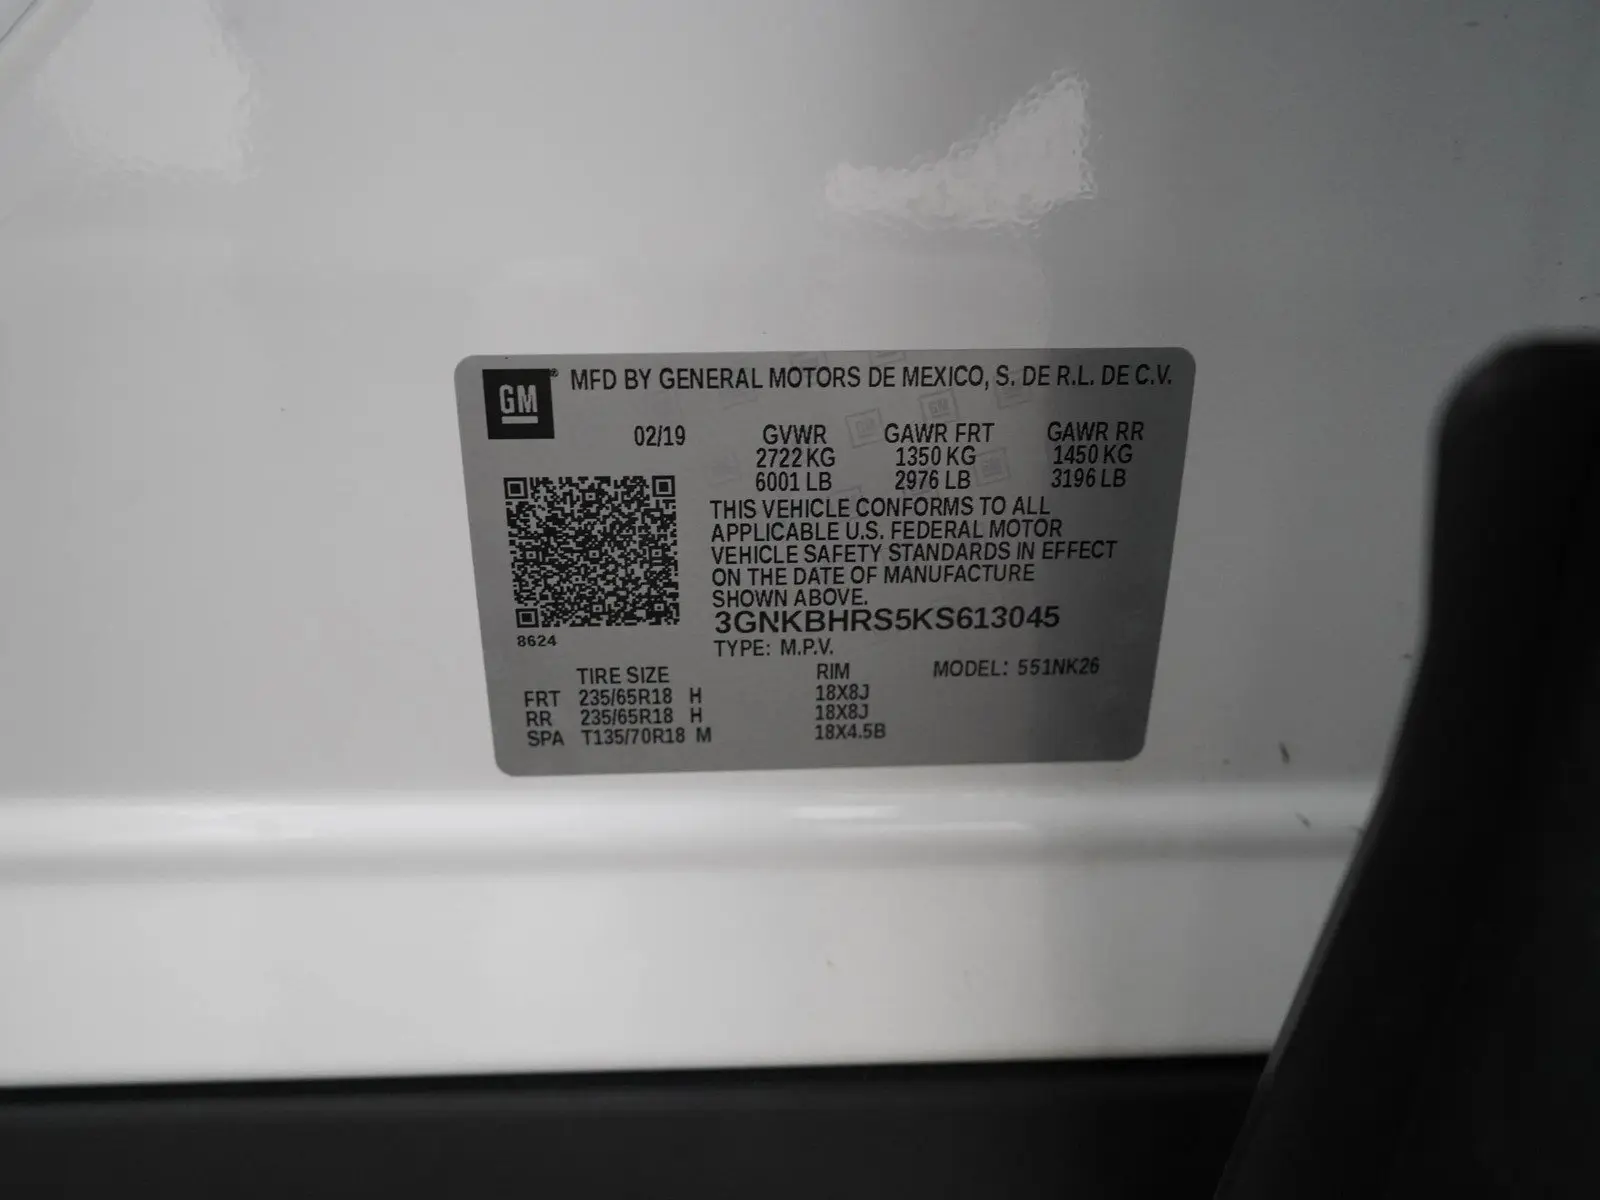 GM ® MFD BY GENERAL MOTORS DE MEXICO, S. DE R.L. DE C.V.
02/19 GVWR GAWR FRT GAWR RR
2722 KG 1350 KG 1450 KG
6001 LB 2976 LB 3196 LB
THIS VEHICLE CONFORMS TO ALL
APPLICABLE U.S. FEDERAL MOTOR
VEHICLE SAFETY STANDARDS IN EFFECT
ON THE DATE OF MANUFACTURE
SHOWN ABOVE.
3GNKBHRS5KS613045
8624
TYPE: M.P.V.
TIRE SIZE RIM MODEL: 551NK26
FRT 235/65R18 H 18X8J
RR 235/65R18 H 18X8J
SPA T135/70R18 M 18X4.5B